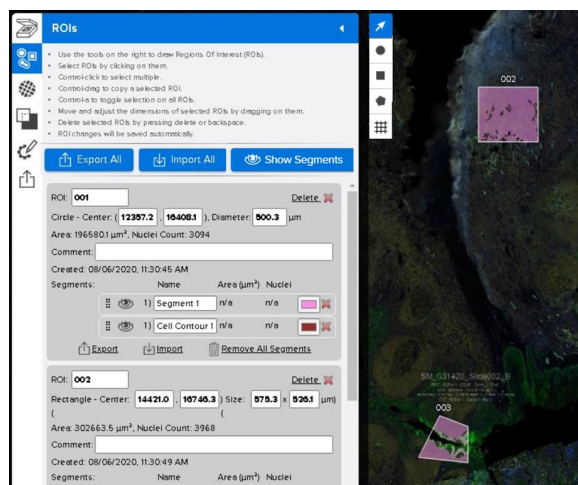 ROIs
Use the tools on the right to draw Regions Of Interest (ROIs).
Select ROIs by clicking on them.
Control-click to select multiple.
Control-drag to copy a selected ROI.
Control-a to toggle selection on all ROIs.
Move and adjust the dimensions of selected ROIs by dragging on them.
Delete selected ROIs by pressing delete or backspace.
ROI changes will be saved automatically.
Export All Import All Show Segments
ROI: 001 Delete
Circle - Center: ( 12357.2 , 16408.1 ), Diameter: 500.3 µm
Area: 196580.1 µm², Nuclei Count: 3094
Comment:
Created: 08/06/2020, 11:30:45 AM
Segments: Name Area (µm²) Nuclei
1) Segment 1 n/a n/a
1) Cell Contour 1 n/a n/a
Export Import Remove All Segments
ROI: 002 Delete
Rectangle - Center: 14421.0 , 16746.3 ) Size: 575.3 x 526.1 µm)
( (
Area: 302663.5 µm², Nuclei Count: 3968
Comment:
Created: 08/06/2020, 11:30:49 AM
Segments: Name Area (µm²) Nuclei
002
SM_031420_Slide002_B
003